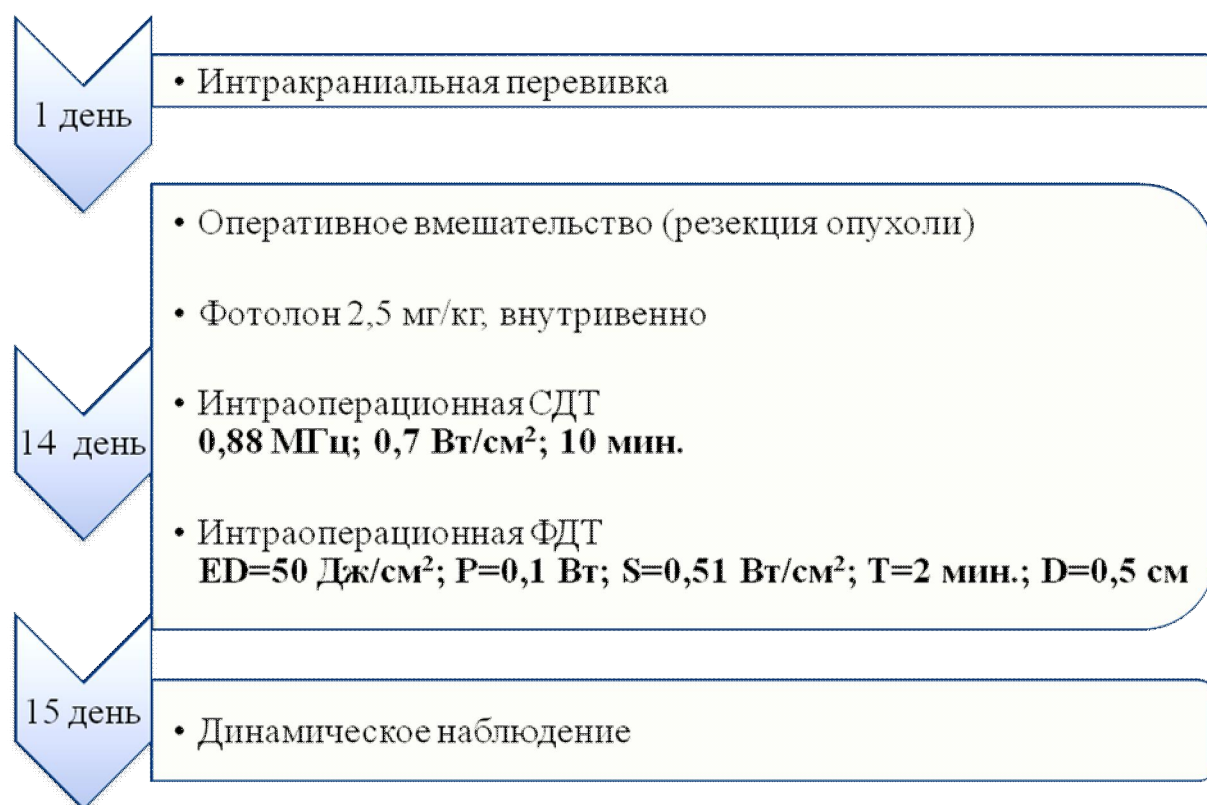 1 день
• Интракраниальная перевивка
14 день
• Оперативное вмешательство (резекция опухоли)
• Фотолон 2,5 мг/кг, внутривенно
• Интраоперационная СДТ
0,88 МГц; 0,7 Вт/см²; 10 мин.
• Интраоперационная ФДТ
ED=50 Дж/см²; P=0,1 Вт; S=0,51 Вт/см²; T=2 мин.; D=0,5 см
15 день
• Динамическое наблюдение